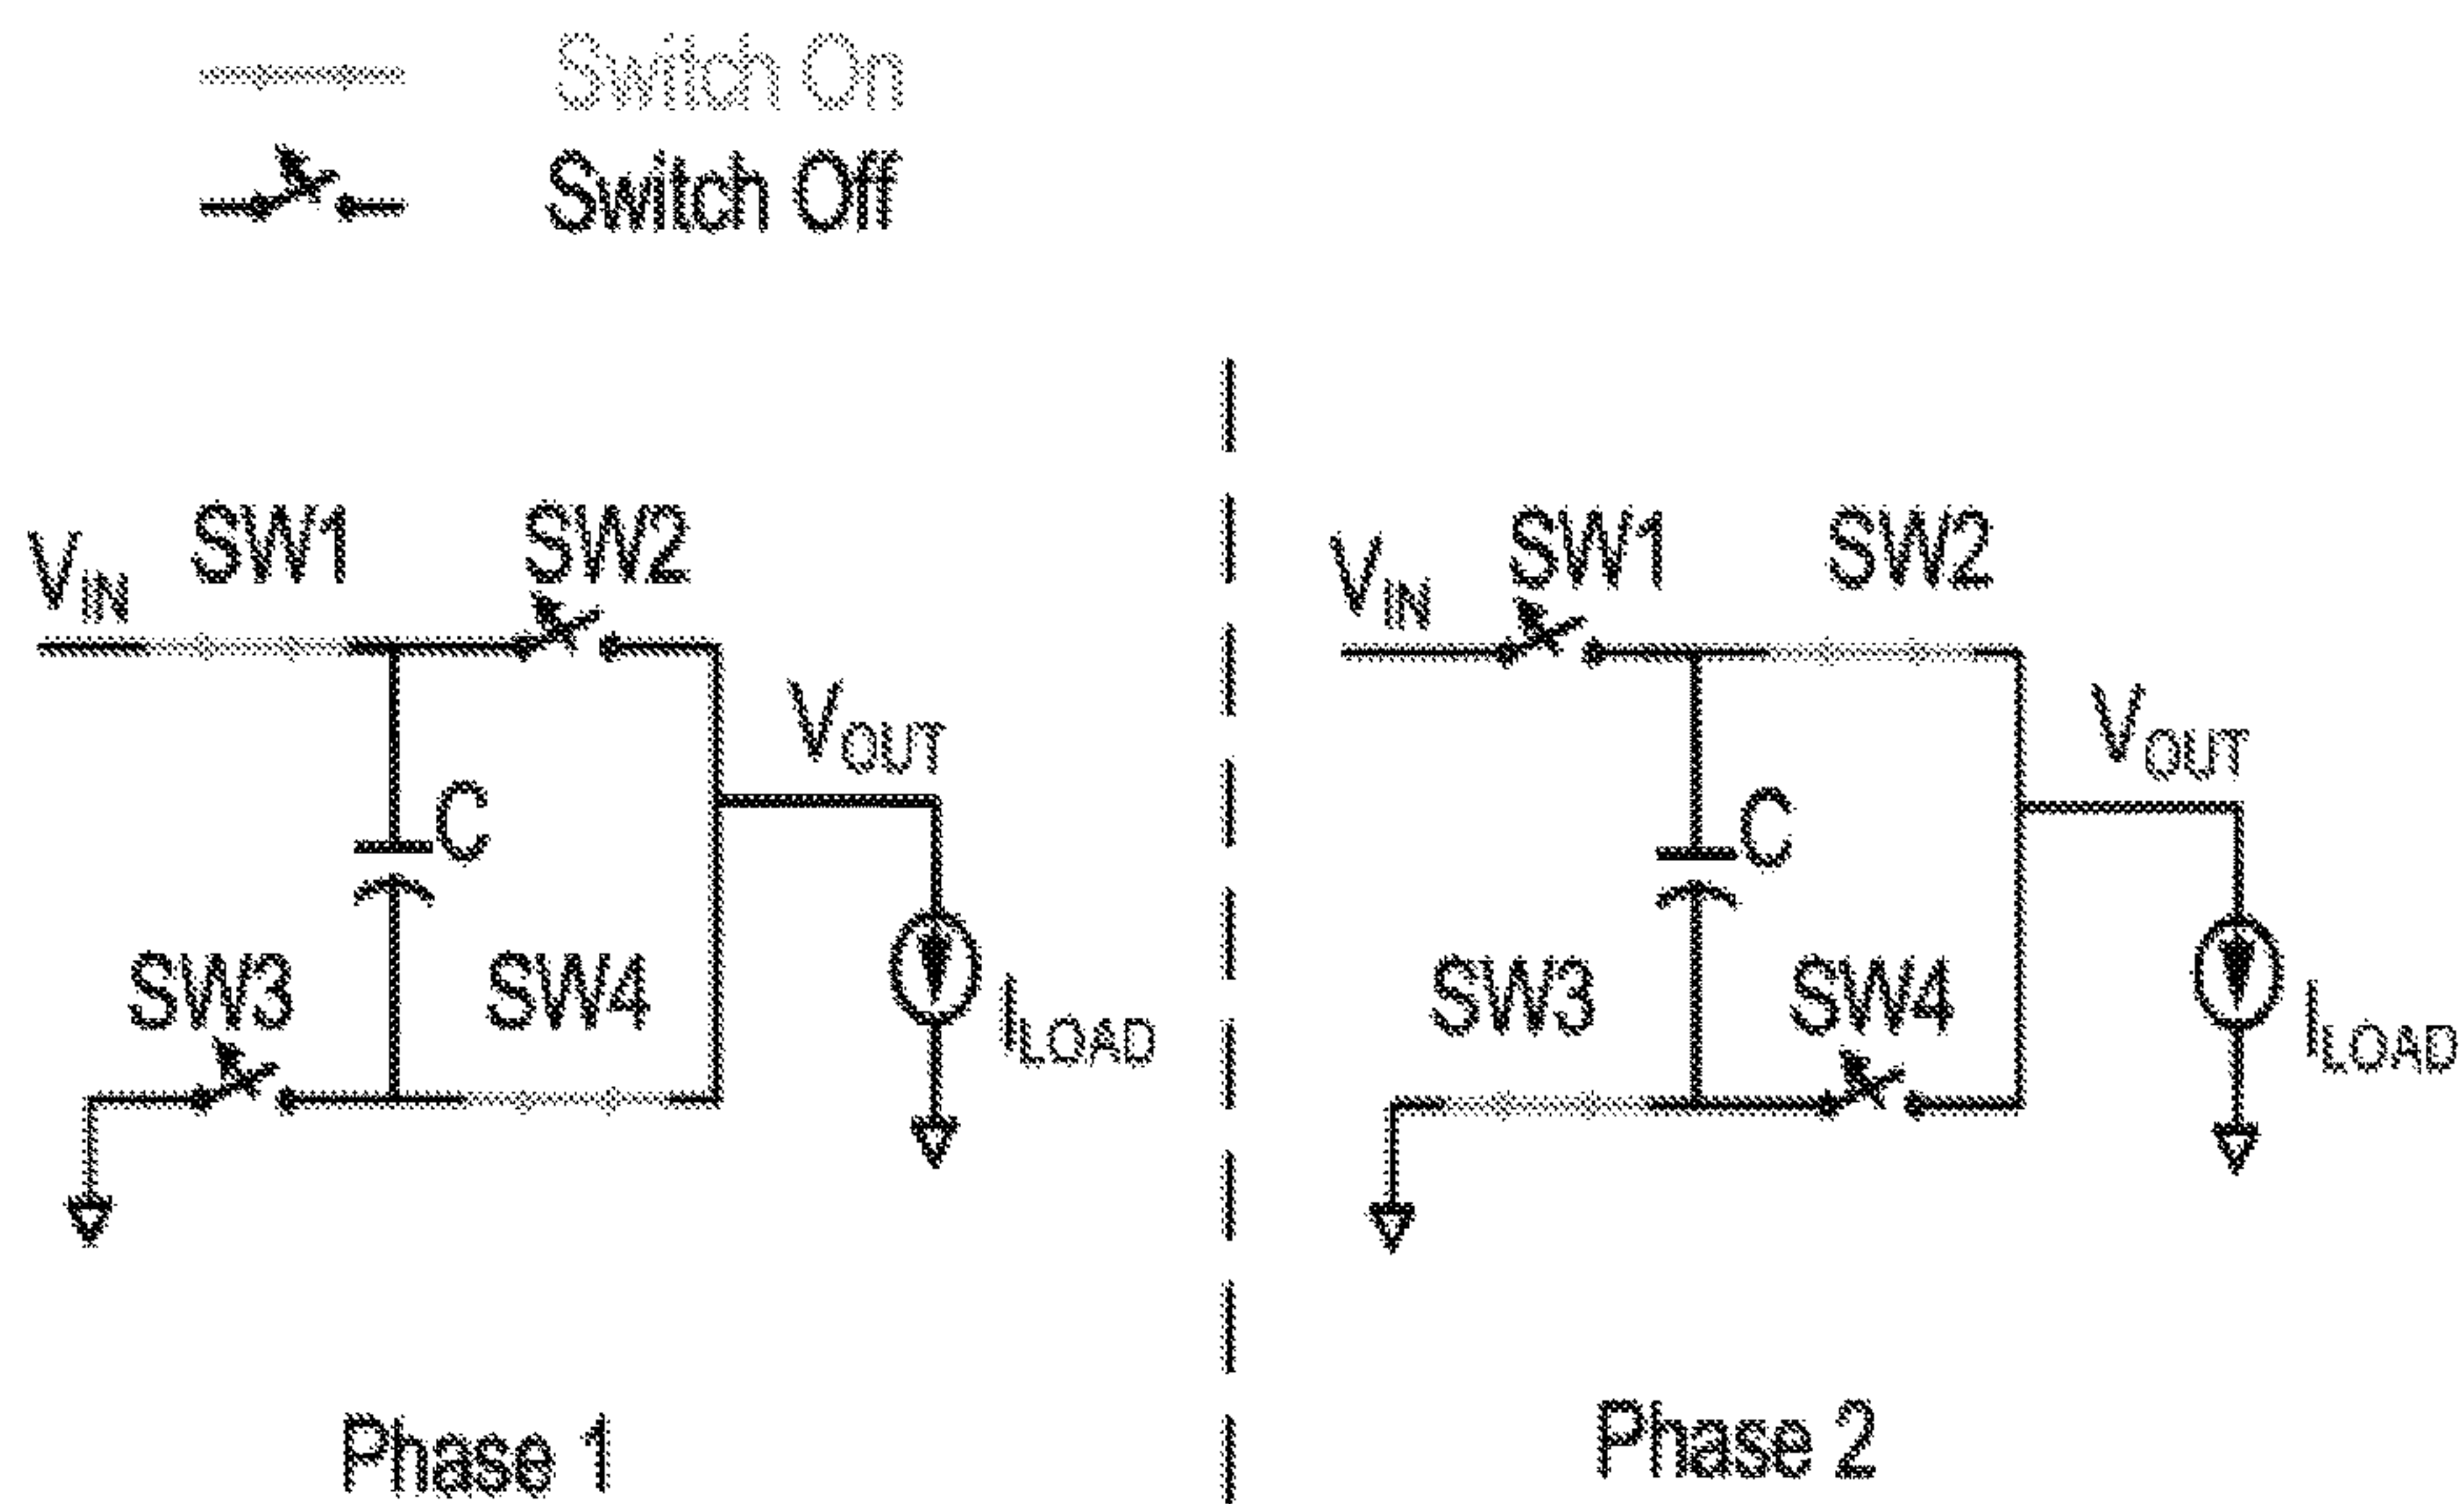 Switch On
Switch Off
VIN SW1 SW2
VOUT
C
SW3 SW4
ILOAD
Phase 1
VIN SW1 SW2
VOUT
C
SW3 SW4
ILOAD
Phase 2